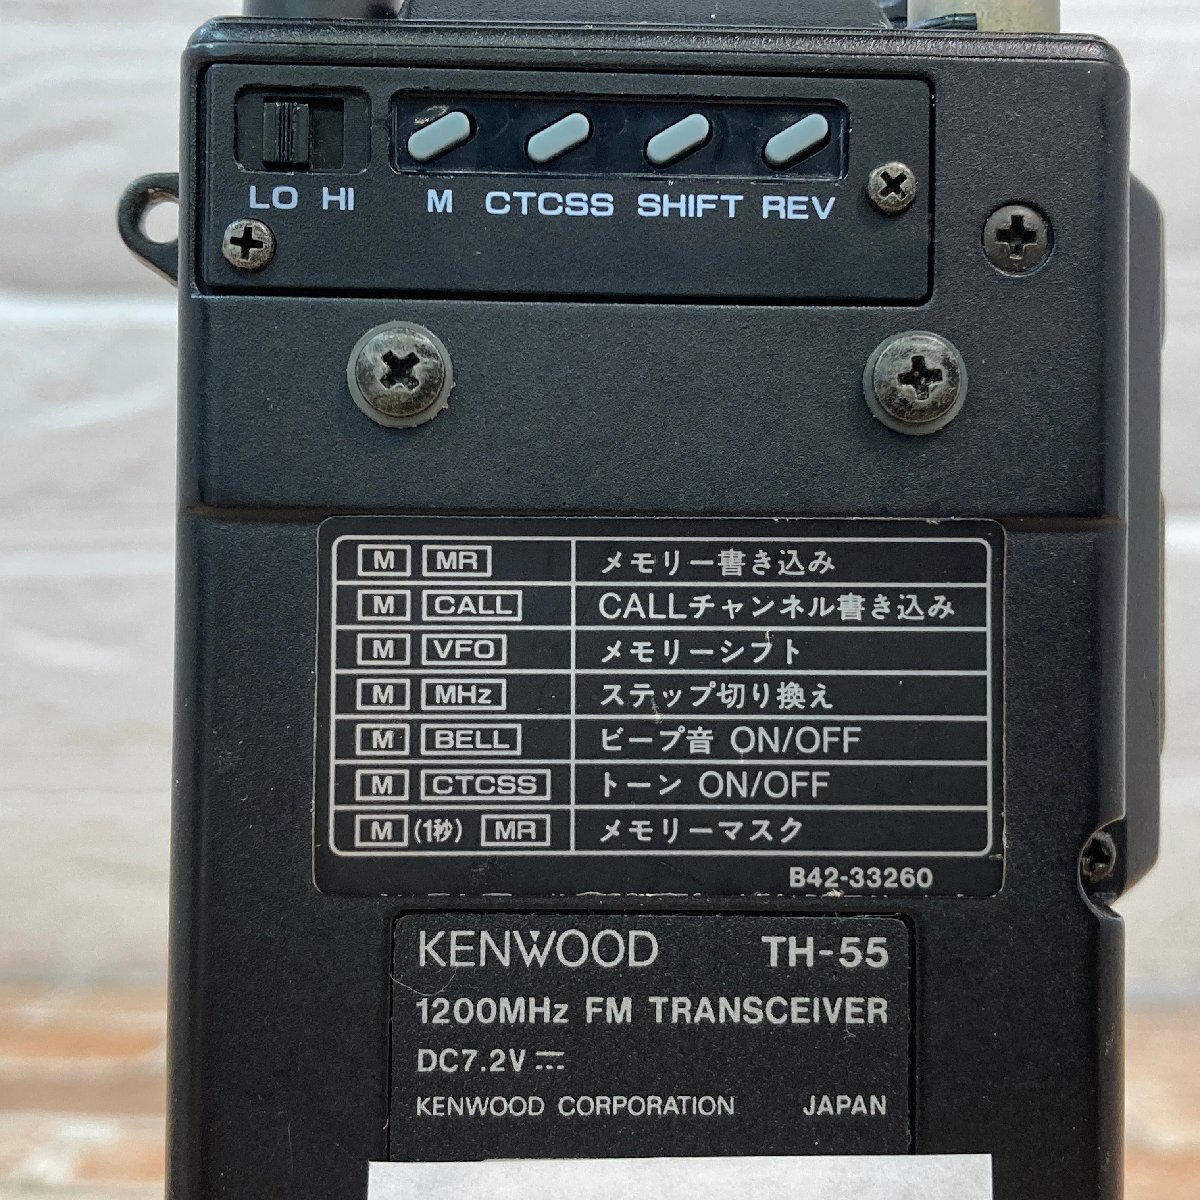 LO HI M CTCSS SHIFT REV
M MR メモリー書き込み
M CALL CALLチャンネル書き込み
M VFO メモリーシフト
M MHz ステップ切り換え
M BELL ビープ音 ON/OFF
M CTCSS トーン ON/OFF
M (1秒) MR メモリーマスク
B42-33260
KENWOOD TH-55
1200MHz FM TRANSCEIVER
DC7.2V ⎓
KENWOOD CORPORATION JAPAN